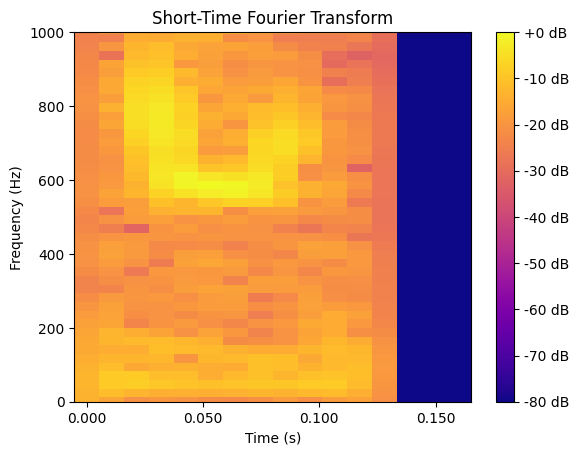 Short-Time Fourier Transform
1000
800
600
400
200
0
Frequency (Hz)
0.000
0.050
0.100
0.150
Time (s)
+0 dB
-10 dB
-20 dB
-30 dB
-40 dB
-50 dB
-60 dB
-70 dB
-80 dB